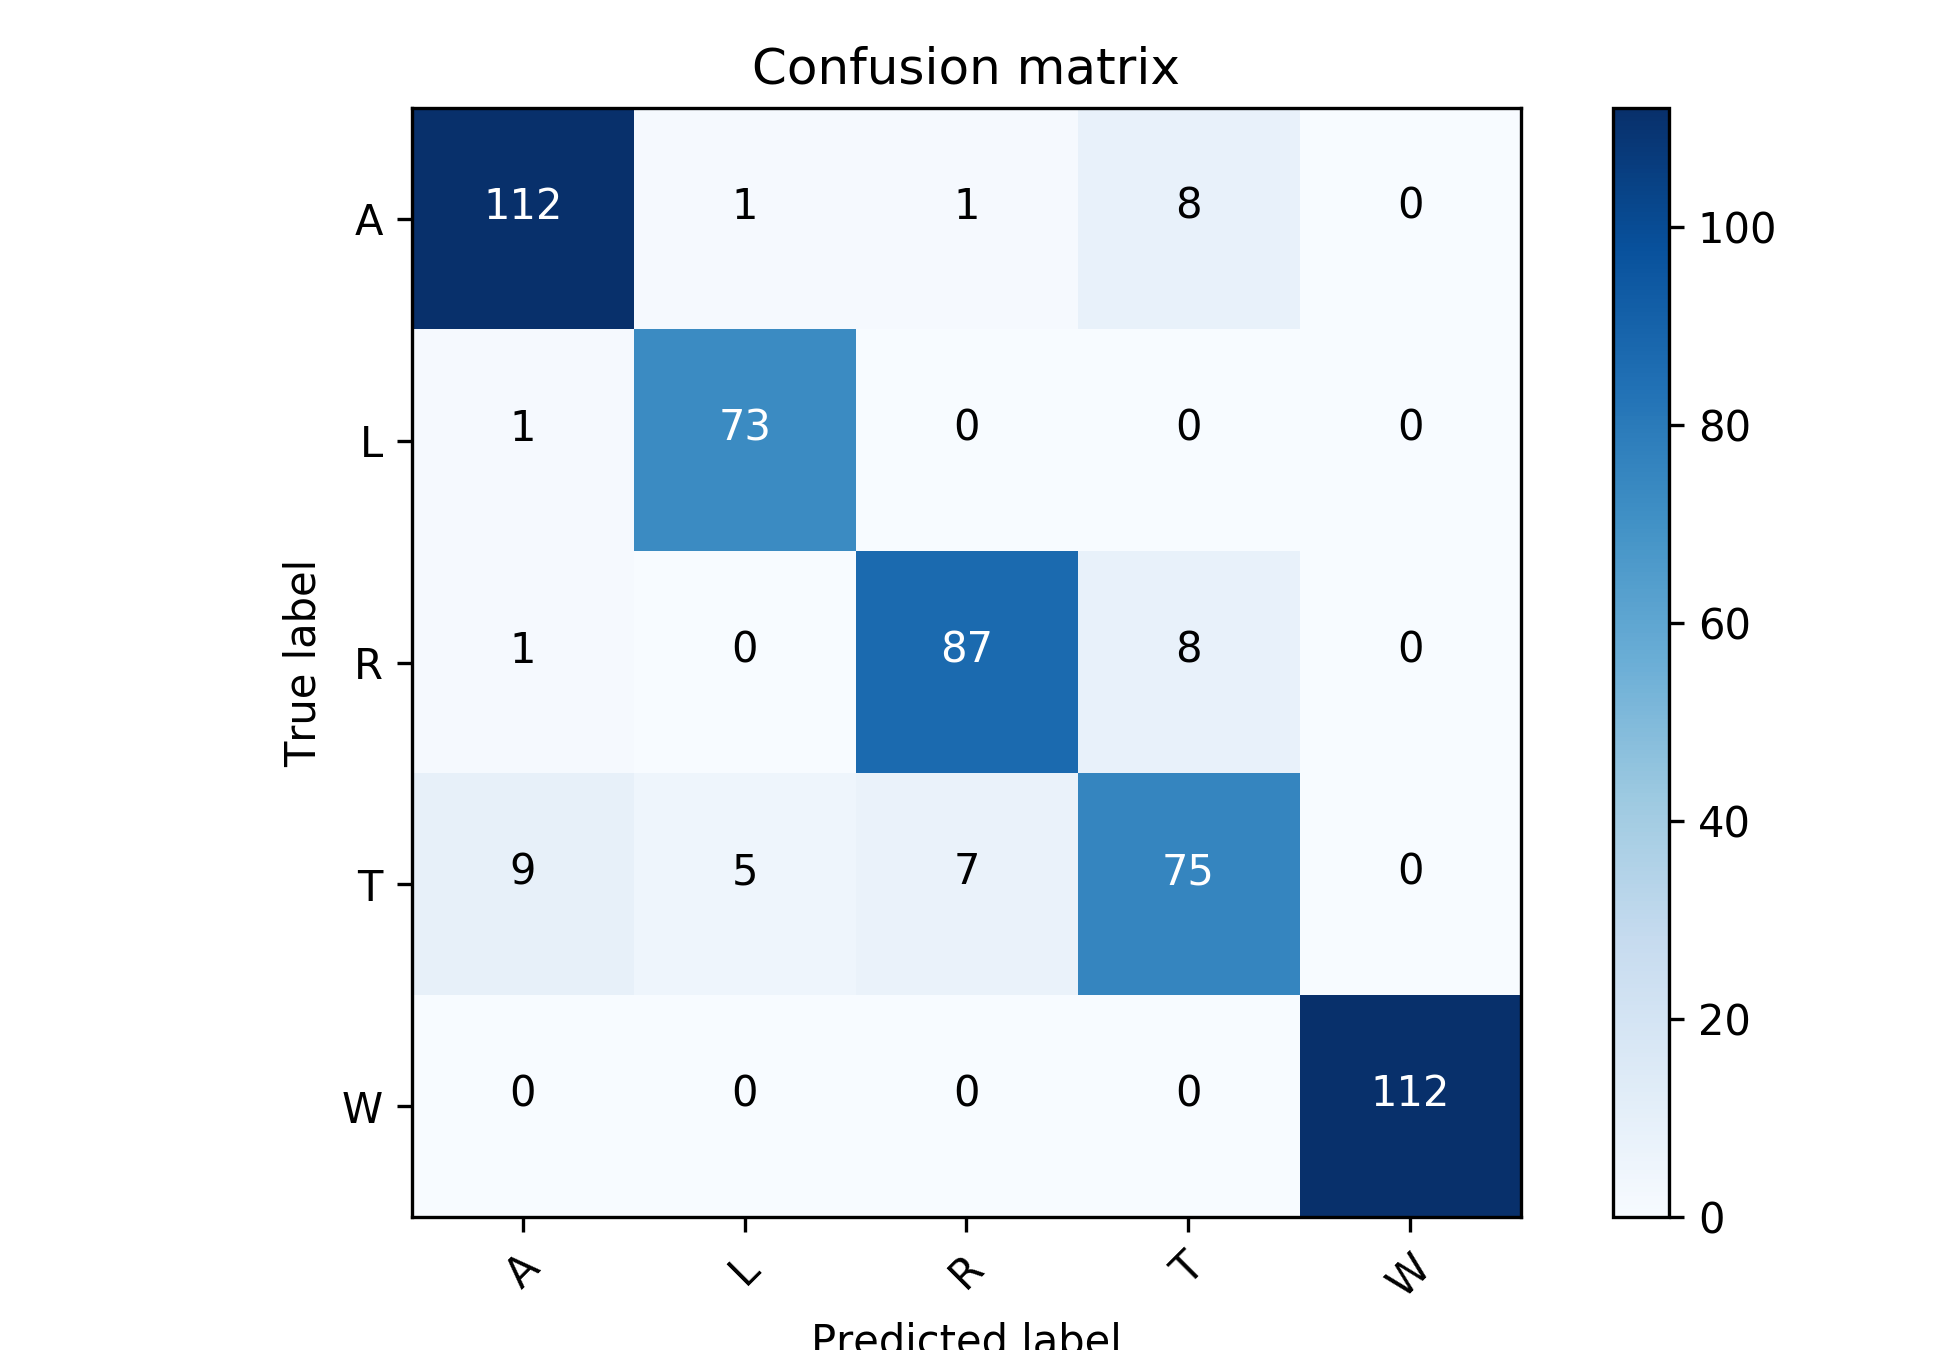 Confusion matrix
A 112 1 1 8 0
L 1 73 0 0 0
R 1 0 87 8 0
T 9 5 7 75 0
W 0 0 0 0 112
A L R T W
True label
Predicted label
100
80
60
40
20
0